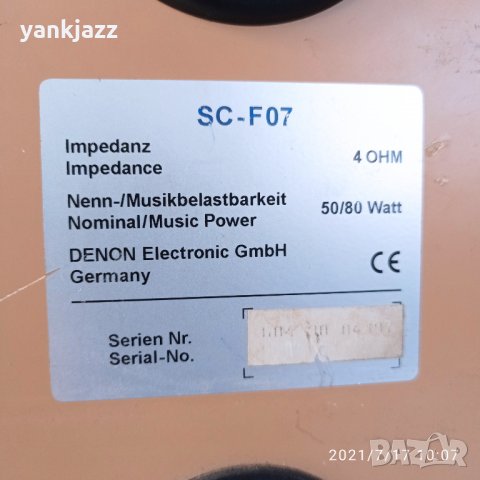 yankjazz
SC-F07
Impedanz
Impedance
4 OHM
Nenn-/Musikbelastbarkeit
Nominal/Music Power
50/80 Watt
DENON Electronic GmbH
Germany
CE
Serien Nr.
Serial-No.
2021/7/17 10:07
BAZAR